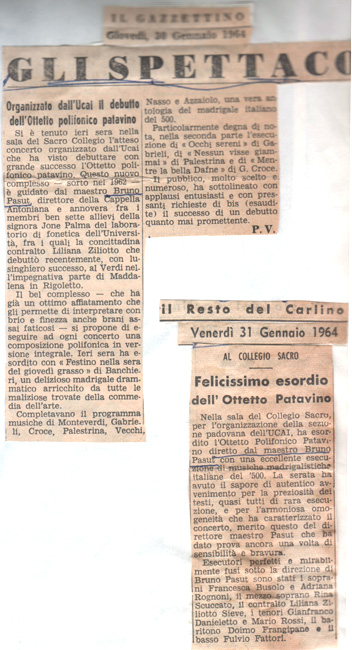 IL GAZZETTINO
Giovedì, 30 Gennaio 1964
GLI SPETTACO
Organizzato dall'Ucai il debutto
dell'Ottetto polifonico patavino
Si è tenuto ieri sera nella
sala del Sacro Collegio l'atteso
concerto organizzato dall'Ucai
che ha visto debuttare con
grande successo l'Ottetto poli-
fonico patavino. Questo nuovo
complesso — sorto nel 1962 —
è guidato dal maestro Bruno
Pasut, direttore della Cappella
Antoniana e annovera fra i
membri ben sette allievi della
signora Jone Palma del labora-
torio di fonetica dell'Universi-
tà, fra i quali la concittadina
contralto Liliana Ziliotto che
debuttò recentemente, con lu-
singhiero successo, al Verdi nel-
l'impegnativa parte di Madda-
lena in Rigoletto.
Il bel complesso — che ha
già un ottimo affiatamento che
gli permette di interpretare con
brio e finezza anche brani as-
sai faticosi — si propone di e-
seguire ad ogni concerto una
composizione polifonica in ver-
sione integrale. Ieri sera ha e-
sordito con «Festino nella sera
del giovedì grasso» di Banchie-
ri, un delizioso madrigale dram-
matico arricchito da tutte le
maliziose trovate della comme-
dia dell'arte.
Completavano il programma
musiche di Monteverdi, Gabrie-
li, Croce, Palestrina, Vecchi,
Nasso e Azzaiolo, una vera an-
tologia del madrigale italiano
del 500.
Particolarmente degna di no-
ta, nella seconda parte l'esecu-
zione di «Occhi sereni» di Ga-
brieli, di «Nessun visse giam-
mai» di Palestrina e di «Men-
tre la bella Dafne» di G. Croce.
Il pubblico, molto scelto e
numeroso, ha sottolineato con
applausi entusiasti e con pres-
santi richieste di bis (esaudi-
te) il successo di un debutto
quanto mai promettente.
P. V.
il Resto del Carlino
Venerdì 31 Gennaio 1964
AL COLLEGIO SACRO
Felicissimo esordio
dell'Ottetto Patavino
Nella sala del Collegio Sacro,
per l'organizzazione della sezio-
ne padovana dell'UCAI, ha esor-
dito l'Ottetto Polifonico Patavi-
no diretto dal maestro Bruno
Pasut con una eccellente esecu-
zione di musiche madrigalistiche
italiane del '500. La serata ha
avuto il sapore di autentico av-
venimento per la preziosità dei
testi, quasi tutti di rara esecu-
zione, e per l'armoniosa omo-
geneità che ha caratterizzato il
concerto, merito questo del di-
rettore maestro Pasut che ha
dato prova ancora una volta di
sensibilità e bravura.
Esecutori perfetti e mirabil-
mente fusi sotto la direzione di
Bruno Pasut sono stati i sopra-
ni Francesca Busolo e Adriana
Rognoni, il mezzo soprano Rina
Scuccato, il contralto Liliana Zi-
liotto Sieve, i tenori Gianfranco
Danieletto e Mario Rossi, il ba-
ritono Doimo Frangipane e il
basso Fulvio Pattori.